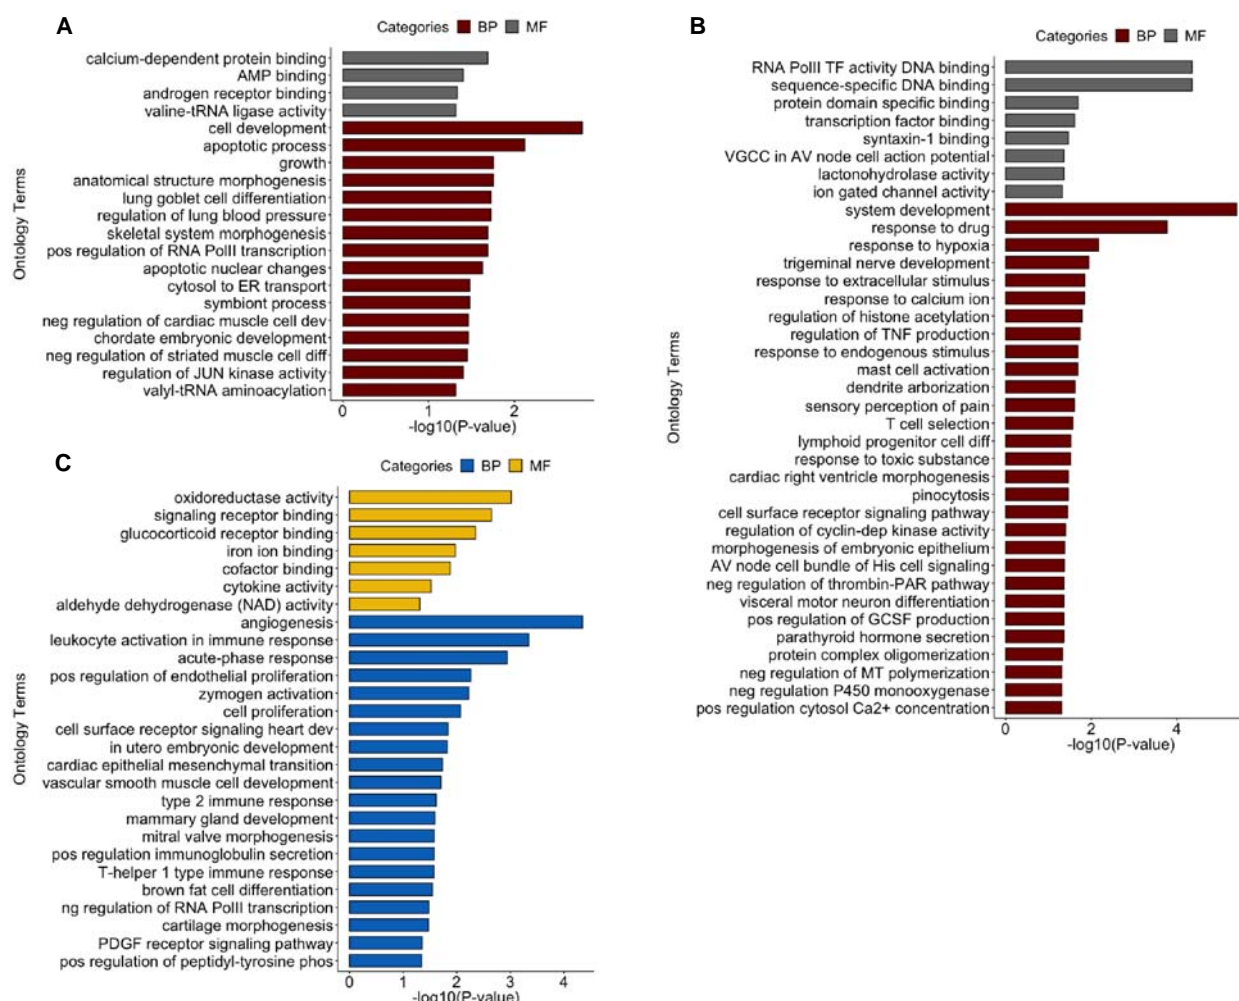 A
Categories BP MF
calcium-dependent protein binding
AMP binding
androgen receptor binding
valine-tRNA ligase activity
cell development
apoptotic process
growth
anatomical structure morphogenesis
lung goblet cell differentiation
regulation of lung blood pressure
skeletal system morphogenesis
pos regulation of RNA PolII transcription
apoptotic nuclear changes
cytosol to ER transport
symbiont process
neg regulation of cardiac muscle cell dev
chordate embryonic development
neg regulation of striated muscle cell diff
regulation of JUN kinase activity
valyl-tRNA aminoacylation
Ontology Terms
0 1 2
-log10(P-value)
B
Categories BP MF
RNA PolII TF activity DNA binding
sequence-specific DNA binding
protein domain specific binding
transcription factor binding
syntaxin-1 binding
VGCC in AV node cell action potential
lactonohydrolase activity
ion gated channel activity
system development
response to drug
response to hypoxia
trigeminal nerve development
response to extracellular stimulus
response to calcium ion
regulation of histone acetylation
regulation of TNF production
response to endogenous stimulus
mast cell activation
dendrite arborization
sensory perception of pain
T cell selection
lymphoid progenitor cell diff
response to toxic substance
cardiac right ventricle morphogenesis
pinocytosis
cell surface receptor signaling pathway
regulation of cyclin-dep kinase activity
morphogenesis of embryonic epithelium
AV node cell bundle of His cell signaling
neg regulation of thrombin-PAR pathway
visceral motor neuron differentiation
pos regulation of GCSF production
parathyroid hormone secretion
protein complex oligomerization
neg regulation of MT polymerization
neg regulation P450 monooxygenase
pos regulation cytosol Ca2+ concentration
Ontology Terms
0 2 4
-log10(P-value)
C
Categories BP MF
oxidoreductase activity
signaling receptor binding
glucocorticoid receptor binding
iron ion binding
cofactor binding
cytokine activity
aldehyde dehydrogenase (NAD) activity
angiogenesis
leukocyte activation in immune response
acute-phase response
pos regulation of endothelial proliferation
zymogen activation
cell proliferation
cell surface receptor signaling heart dev
in utero embryonic development
cardiac epithelial mesenchymal transition
vascular smooth muscle cell development
type 2 immune response
mammary gland development
mitral valve morphogenesis
pos regulation immunoglobulin secretion
T-helper 1 type immune response
brown fat cell differentiation
ng regulation of RNA PolII transcription
cartilage morphogenesis
PDGF receptor signaling pathway
pos regulation of peptidyl-tyrosine phos
Ontology Terms
0 1 2 3 4
-log10(P-value)